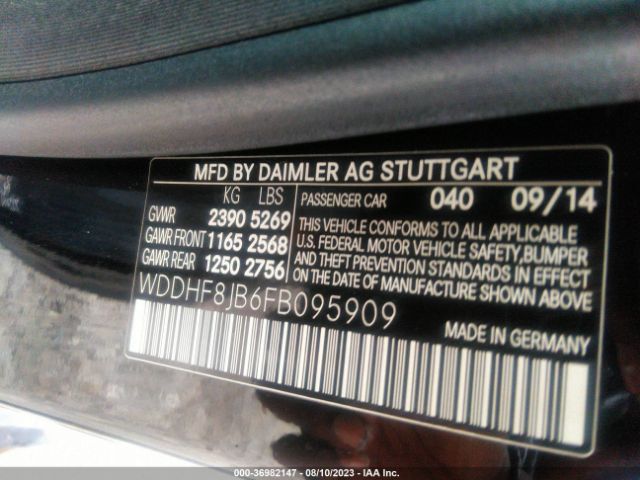 MFD BY DAIMLER AG STUTTGART
KG LBS
GVWR 2390 5269
GAWR FRONT 1165 2568
GAWR REAR 1250 2756
PASSENGER CAR 040 09/14
THIS VEHICLE CONFORMS TO ALL APPLICABLE
U.S. FEDERAL MOTOR VEHICLE SAFETY, BUMPER
AND THEFT PREVENTION STANDARDS IN EFFECT
ON THE DATE OF MANUFACTURE SHOWN ABOVE
WDDHF8JB6FB095909
MADE IN GERMANY
000-36982147 - 08/10/2023 - IAA Inc.